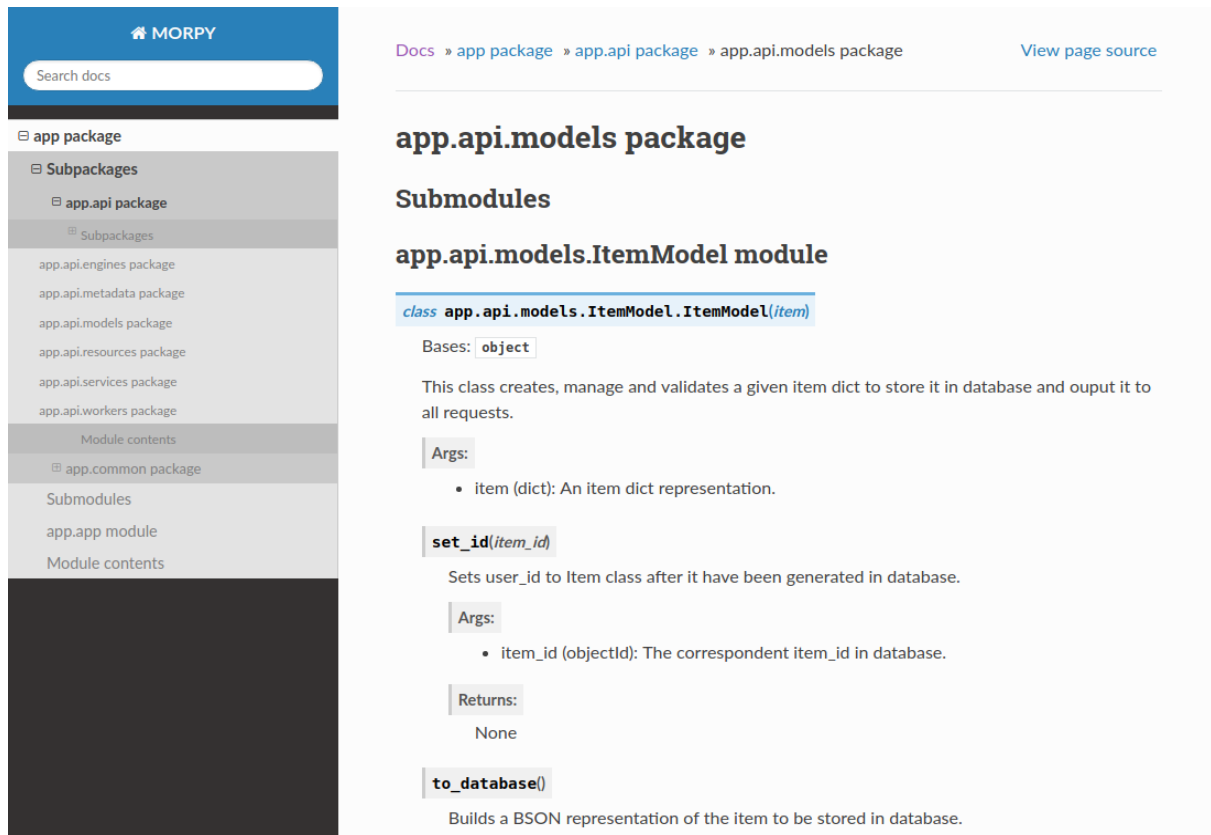 MORPY
Search docs
app package
Subpackages
app.api package
Subpackages
app.api.engines package
app.api.metadata package
app.api.models package
app.api.resources package
app.api.services package
app.api.workers package
Module contents
app.common package
Submodules
app.app module
Module contents
Docs » app package » app.api package » app.api.models package
View page source
app.api.models package
Submodules
app.api.models.ItemModel module
class app.api.models.ItemModel.ItemModel(item)
Bases: object
This class creates, manage and validates a given item dict to store it in database and ouput it to
all requests.
Args:
• item (dict): An item dict representation.
set_id(item_id)
Sets user_id to Item class after it have been generated in database.
Args:
• item_id (objectId): The correspondent item_id in database.
Returns:
None
to_database()
Builds a BSON representation of the item to be stored in database.